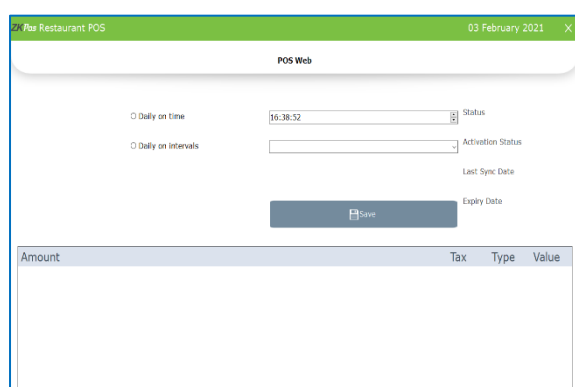 ZKPos Restaurant POS 03 February 2021 X
POS Web
Daily on time 16:38:52 Status
Daily on intervals Activation Status
Last Sync Date
Expiry Date
Save
Amount Tax Type Value